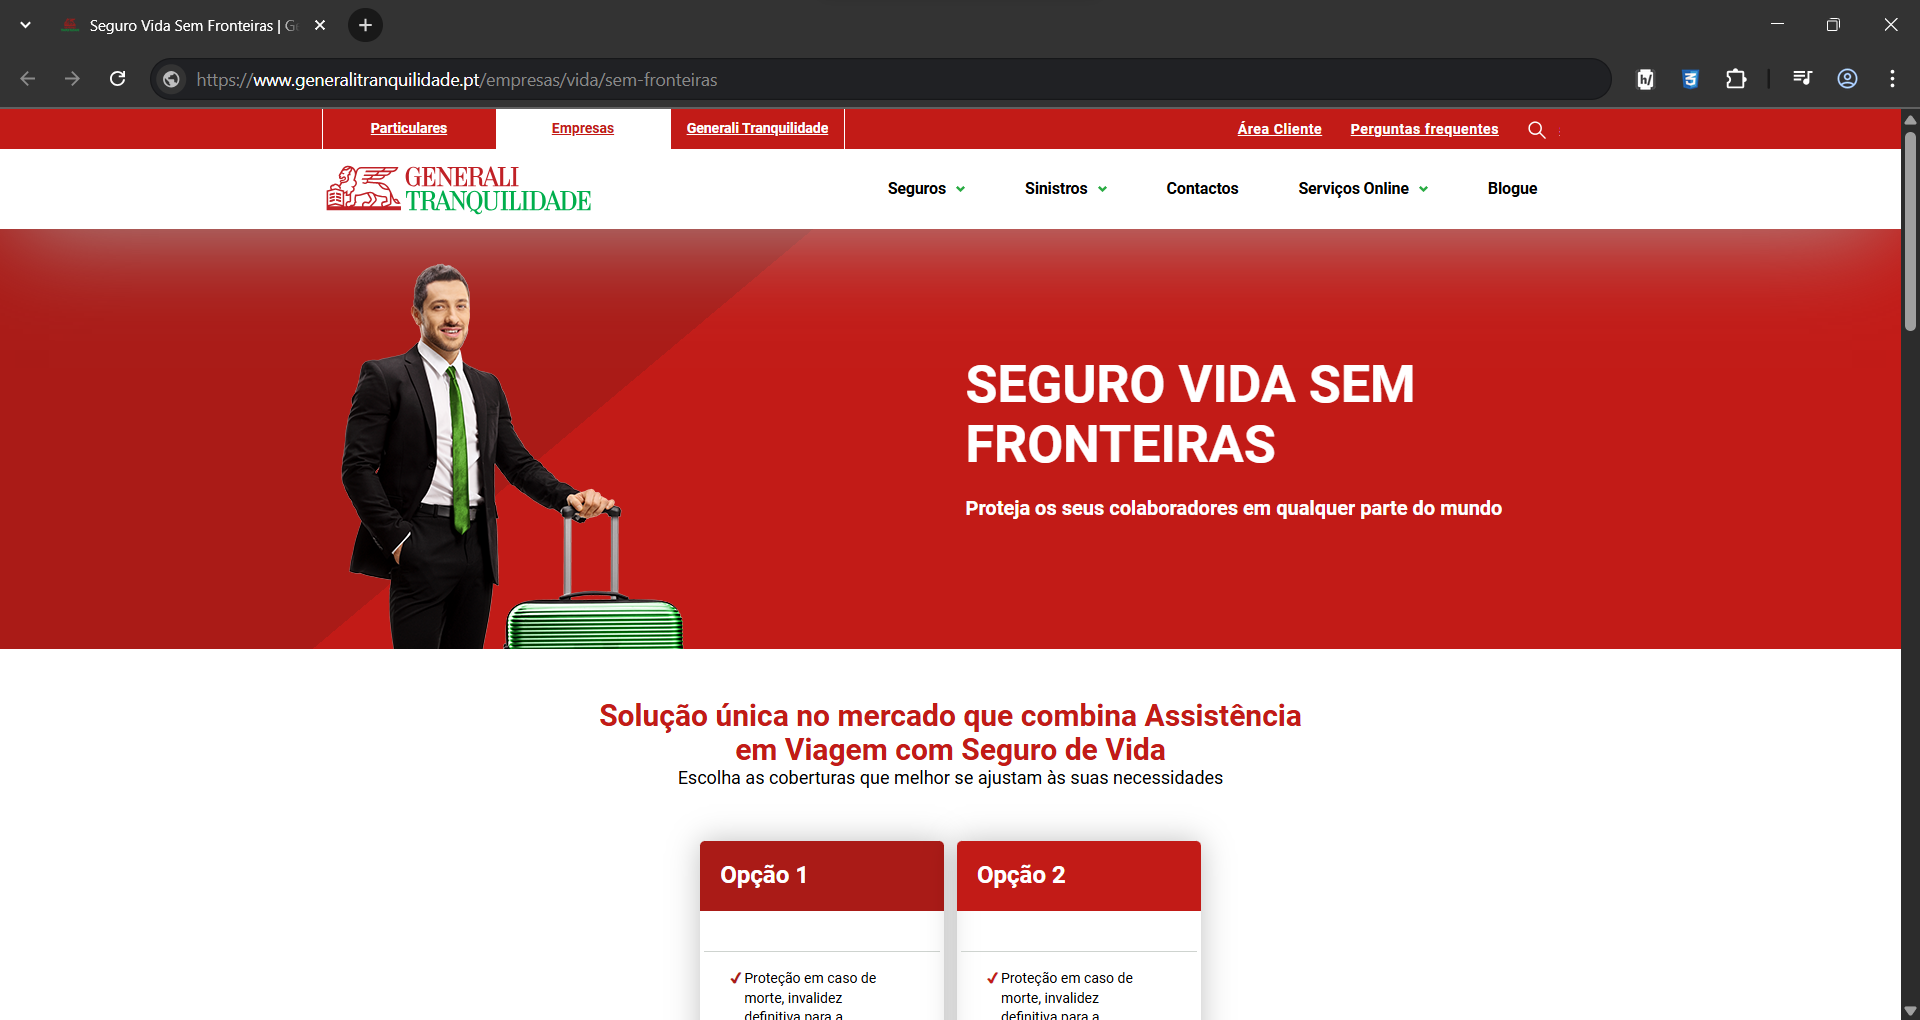 Seguro Vida Sem Fronteiras | G
https://www.generalitranquilidade.pt/empresas/vida/sem-fronteiras
Particulares
Empresas
Generali Tranquilidade
Área Cliente
Perguntas frequentes
GENERALI
TRANQUILIDADE
Seguros
Sinistros
Contactos
Serviços Online
Blogue
SEGURO VIDA SEM
FRONTEIRAS
Proteja os seus colaboradores em qualquer parte do mundo
Solução única no mercado que combina Assistência
em Viagem com Seguro de Vida
Escolha as coberturas que melhor se ajustam às suas necessidades
Opção 1
Proteção em caso de
morte, invalidez
definitiva para a
Opção 2
Proteção em caso de
morte, invalidez
definitiva para a